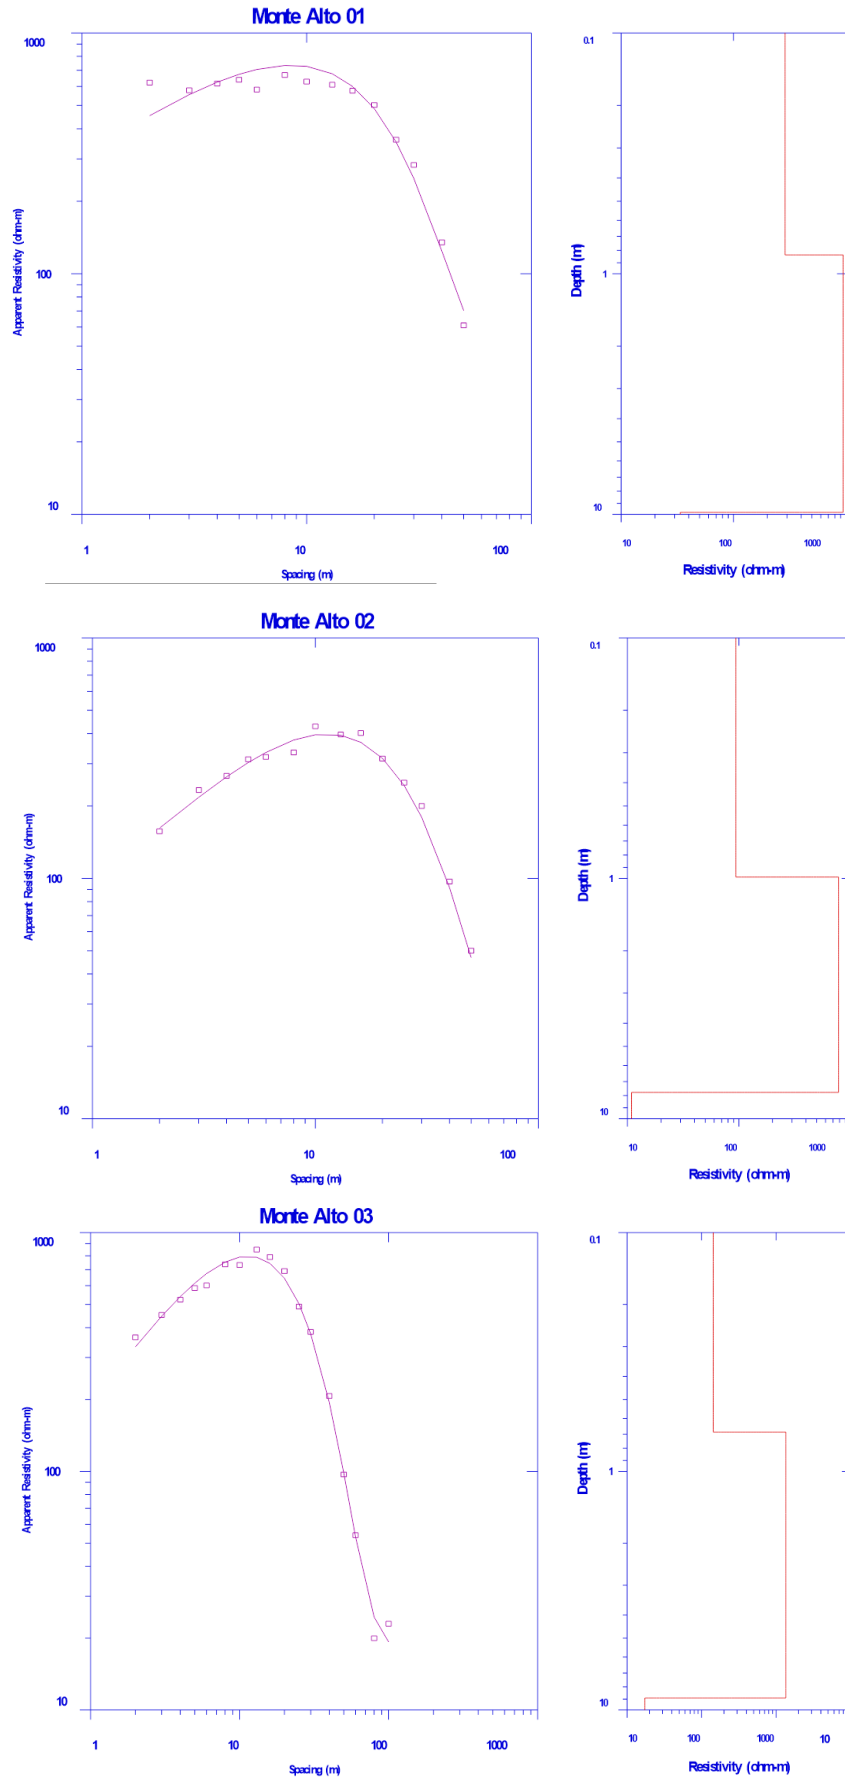 Monte Alto 01
1000
100
10
Apparent Resistivity (ohm-m)
1
10
100
Spacing (m)
0.1
1
10
Depth (m)
10
100
1000
Resistivity (ohm-m)
Monte Alto 02
1000
100
10
Apparent Resistivity (ohm-m)
1
10
100
Spacing (m)
0.1
1
10
Depth (m)
10
100
1000
Resistivity (ohm-m)
Monte Alto 03
1000
100
10
Apparent Resistivity (ohm-m)
1
10
100
1000
Spacing (m)
0.1
1
10
Depth (m)
10
100
1000
10
Resistivity (ohm-m)